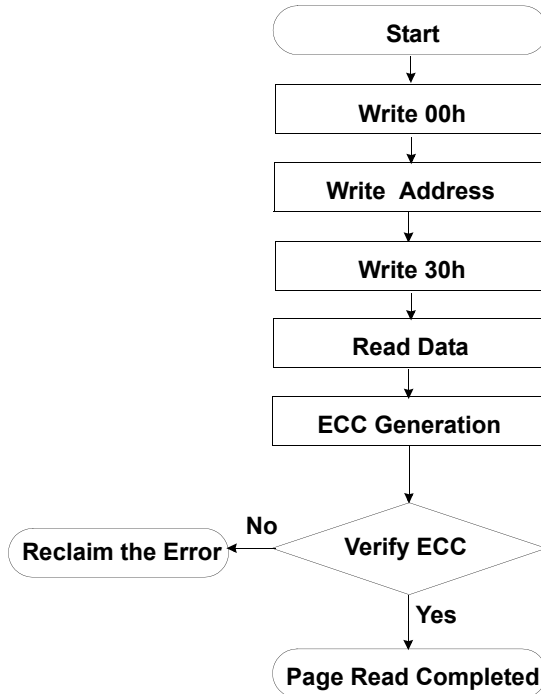 Start
Write 00h
Write Address
Write 30h
Read Data
ECC Generation
No
Reclaim the Error
Verify ECC
Yes
Page Read Completed